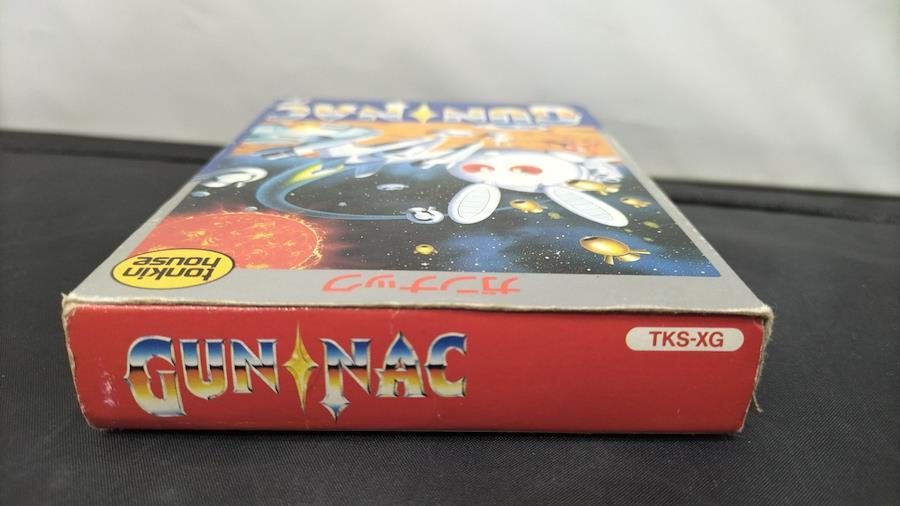 GUN NAC
tonkin
house
ガンナック
GUN NAC
TKS-XG